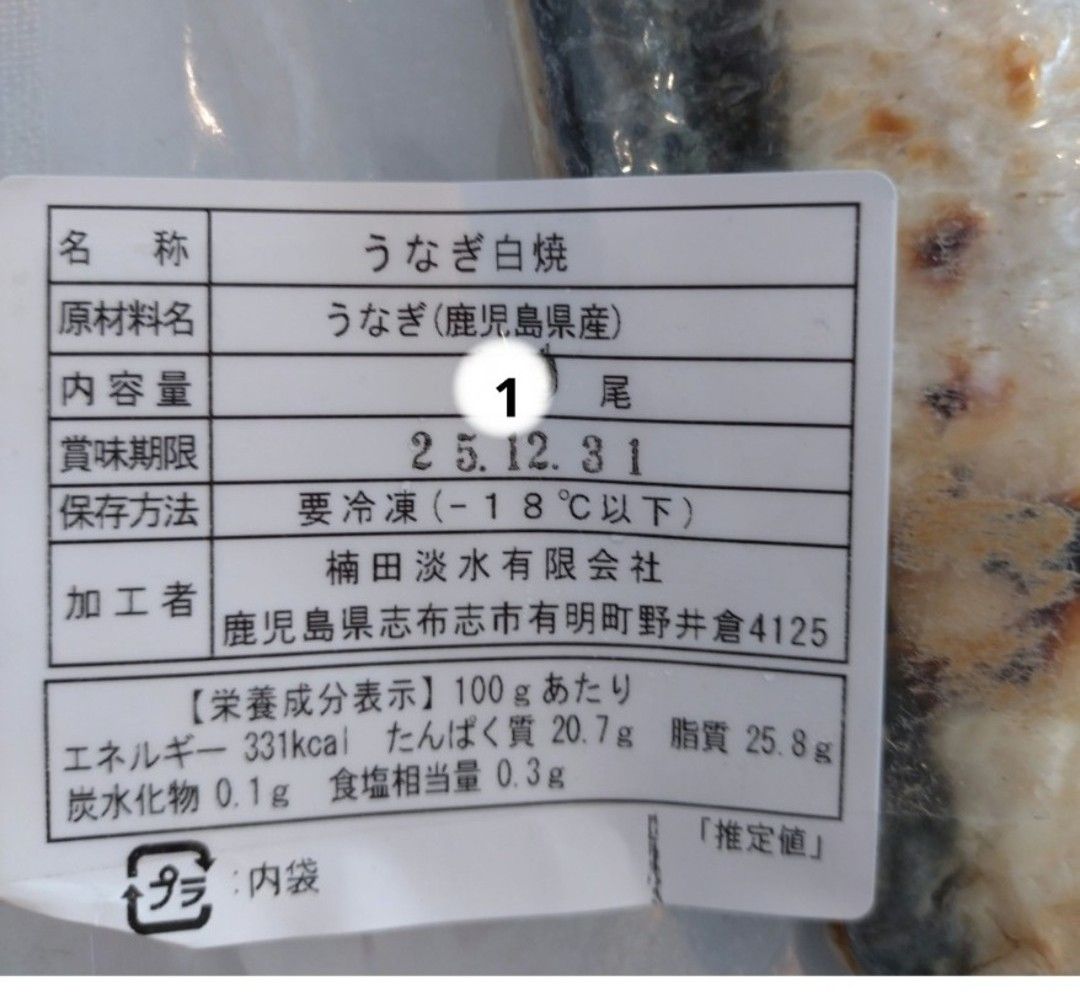 名 称 うなぎ白焼
原材料名 うなぎ(鹿児島県産)
内容量 1 尾
賞味期限 25.12.31
保存方法 要冷凍(-18℃以下)
加工者 楠田淡水有限会社
鹿児島県志布志市有明町野井倉4125
【栄養成分表示】100gあたり
エネルギー 331kcal たんぱく質 20.7g 脂質 25.8g
炭水化物 0.1g 食塩相当量 0.3g
「推定値」
プラ :内袋